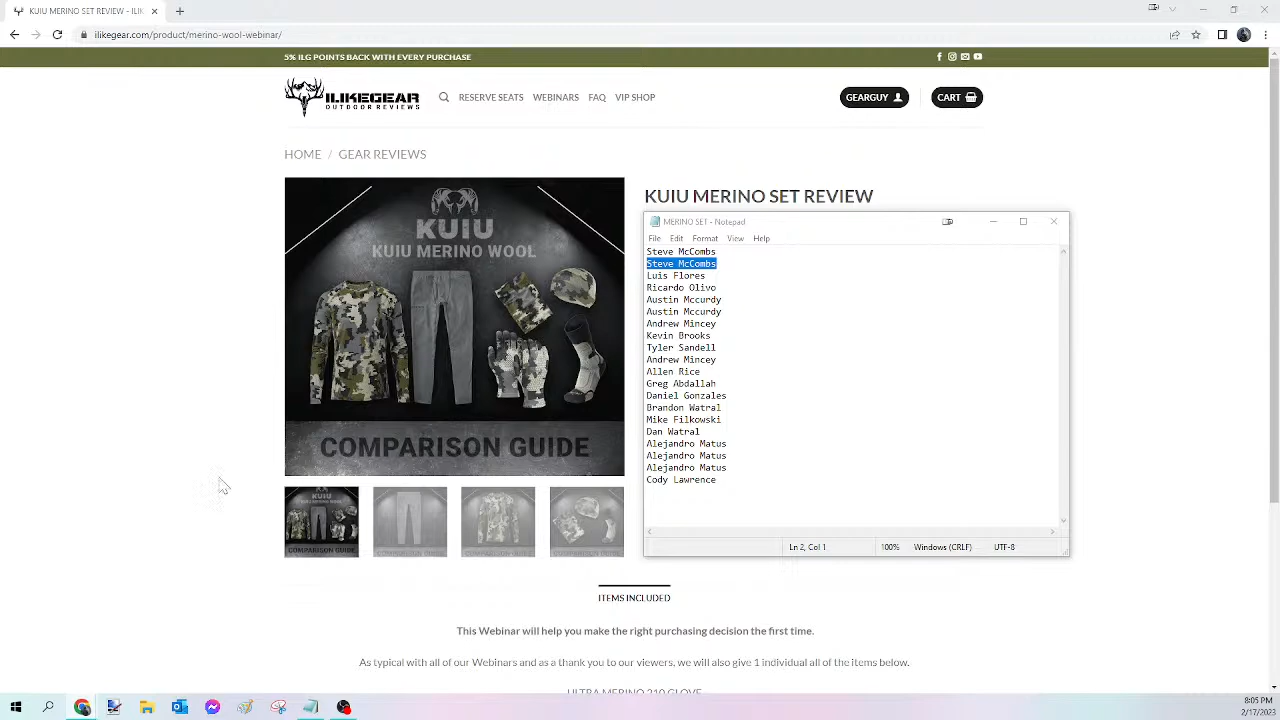 KUIU MERINO SET REVIEW - ILIK
ilikegear.com/product/merino-wool-webinar/
5% ILG POINTS BACK WITH EVERY PURCHASE
ILIKEGEAR
OUTDOOR REVIEWS
RESERVE SEATS WEBINARS FAQ VIP SHOP
GEARGUY
CART
HOME / GEAR REVIEWS
KUIU MERINO SET REVIEW
KUIU
KUIU MERINO WOOL
COMPARISON GUIDE
KUIU
COMPARISON GUIDE
MERINO SET - Notepad
File Edit Format View Help
Steve McCombs
Steve McCombs
Luis Flores
Ricardo Olivo
Austin Mccurdy
Austin Mccurdy
Andrew Mincey
Kevin Brooks
Tyler Sandell
Andrew Mincey
Allen Rice
Greg Abdallah
Daniel Gonzales
Brandon Watral
Mike Filkowski
Dan Watral
Alejandro Matus
Alejandro Matus
Alejandro Matus
Cody Lawrence
Ln 2, Col 1 100% Windows (CRLF) UTF-8
ITEMS INCLUDED
This Webinar will help you make the right purchasing decision the first time.
As typical with all of our Webinars and as a thank you to our viewers, we will also give 1 individual all of the items below.
ULTRA MERINO 210 GLOVE
8:05 PM
2/17/2023